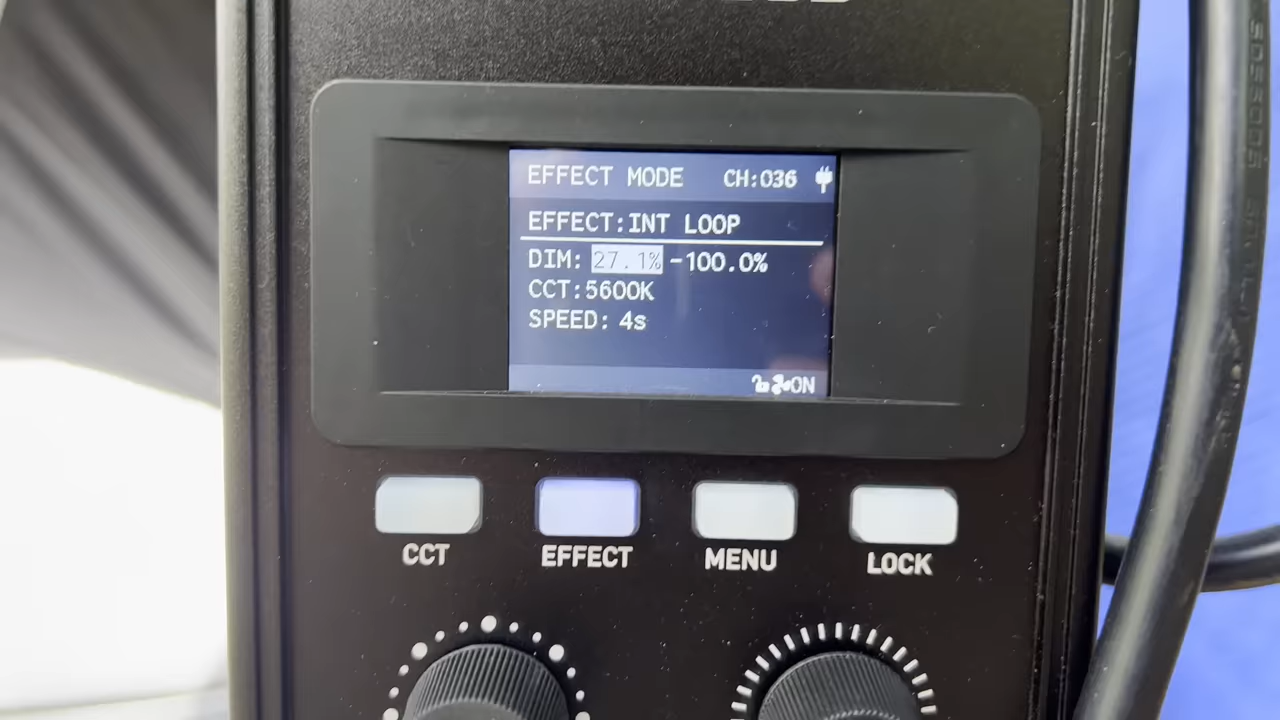 EFFECT MODE CH:036
EFFECT:INT LOOP
DIM: 27.1% -100.0%
CCT:5600K
SPEED: 4s
ON
CCT EFFECT MENU LOCK